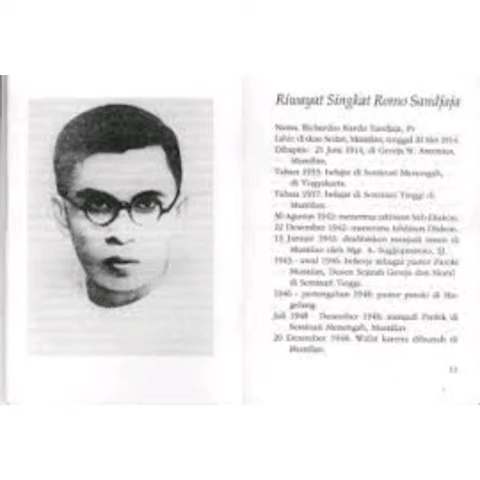 Riwayat Singkat Romo Sandjaja
Nama: Richardus Kardis Sandjaja, Pr
Lahir: di desa Sedan, Muntilan, tanggal 20 Mei 1914.
Dibaptis: 21 Juni 1914, di Gereja St. Antonius,
Muntilan.
Tahun 1933: belajar di Seminari Menengah,
di Yogyakarta.
Tahun 1937: belajar di Seminari Tinggi di
Muntilan.
30 Agustus 1942: menerima tahbisan Sub-Diakon.
22 Desember 1942: menerima tahbisan Diakon.
13 Januari 1943: ditahbiskan menjadi imam di
Muntilan oleh Mgr. A. Sugijapranoto, SJ.
1943 - awal 1946: bekerja sebagai pastor Paroki
Muntilan, Dosen Sejarah Gereja dan Moral
di Seminari Tinggi.
1946 - pertengahan 1948: pastor paroki di Ma-
gelang.
Juli 1948 - Desember 1948: menjadi di
Seminari Menengah, Muntilan
20 Desember 1948: Wafat karena dibunuh di
Muntilan.